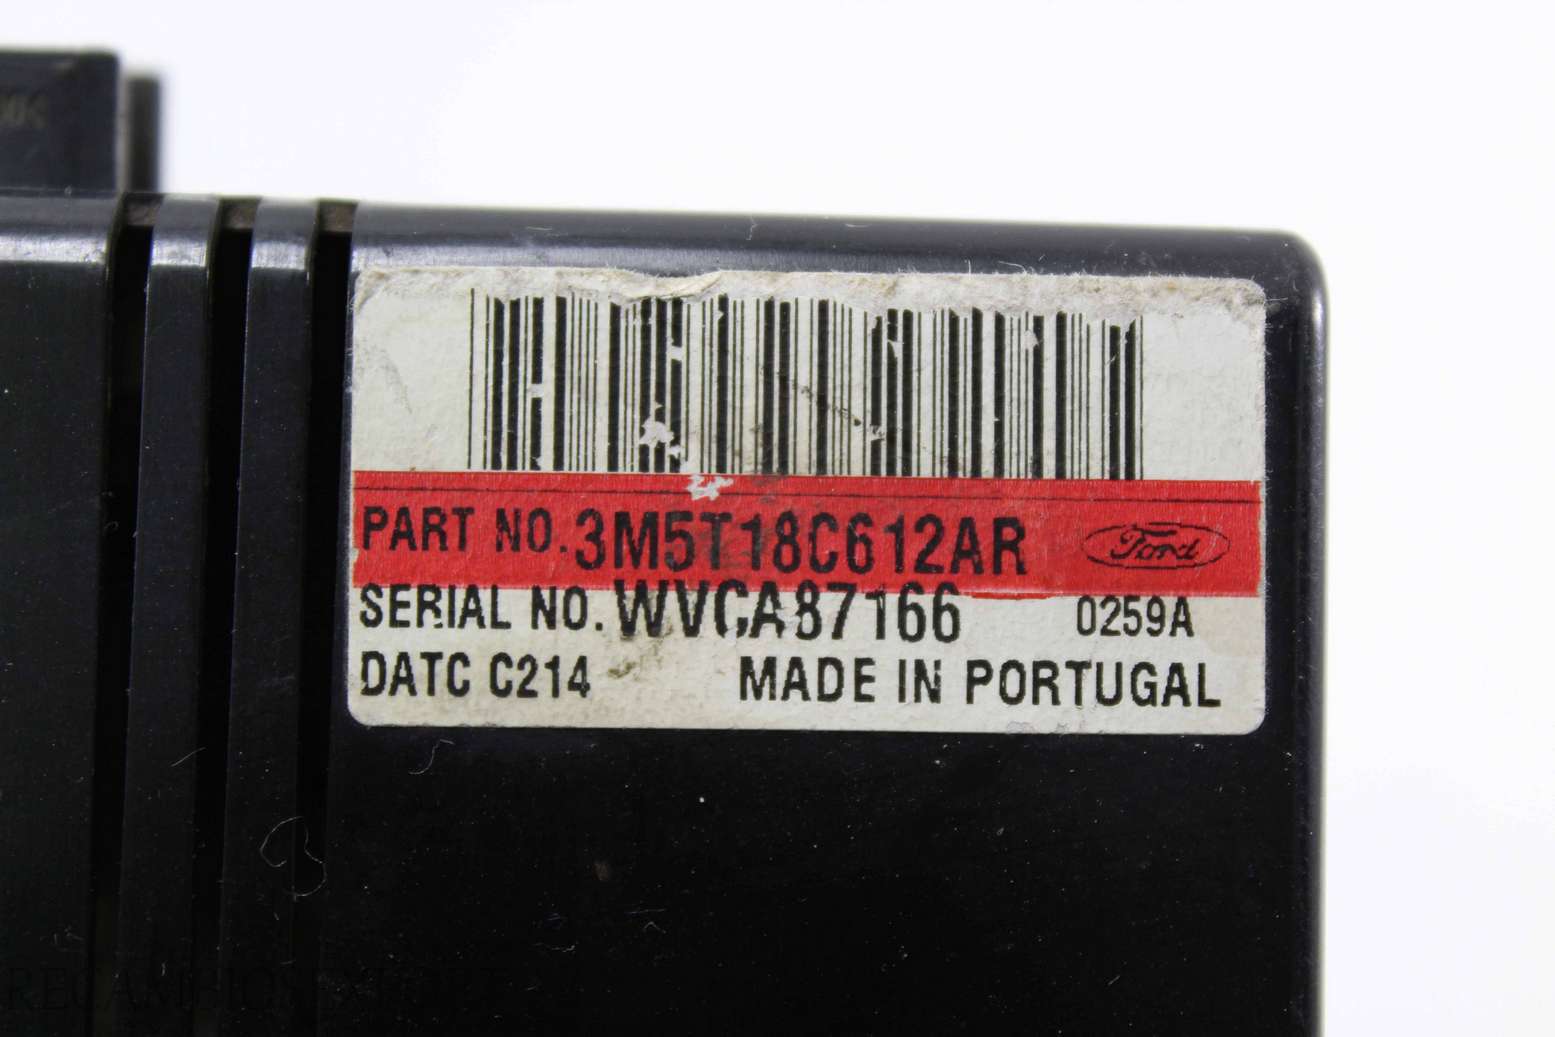 PART NO. 3M5T18C612AR Ford
SERIAL NO. WVCA87166 0259A
DATC C214 MADE IN PORTUGAL